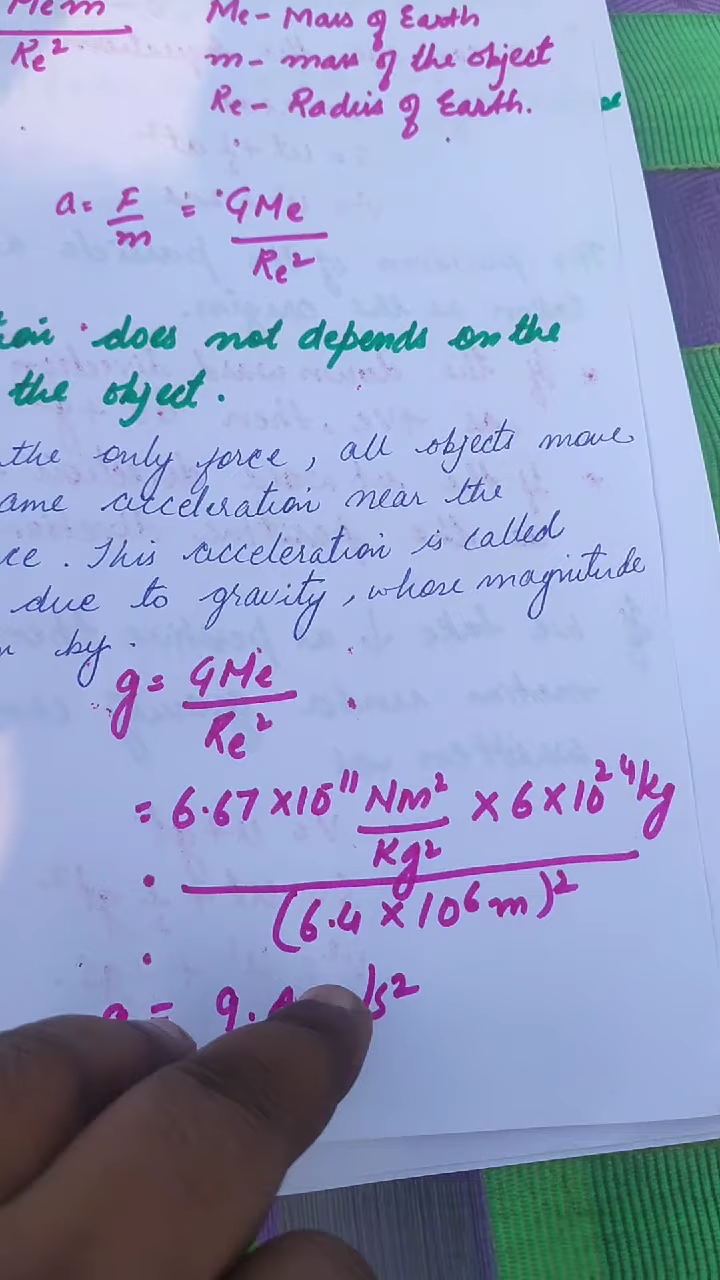 Mem
Re²
Me - Mass of Earth
m - mass of the object
Re - Radius of Earth.
a = F/m = GMe/Re²
does not depends on the
the object.
the only force, all objects move
acceleration near the
. This acceleration is called
due to gravity, whose magnitude
by.
g = GMe/Re²
= 6.67 × 10⁻¹¹ Nm²/Kg² × 6 × 10²⁴ kg
(6.4 × 10⁶ m)²
= 9. /s²